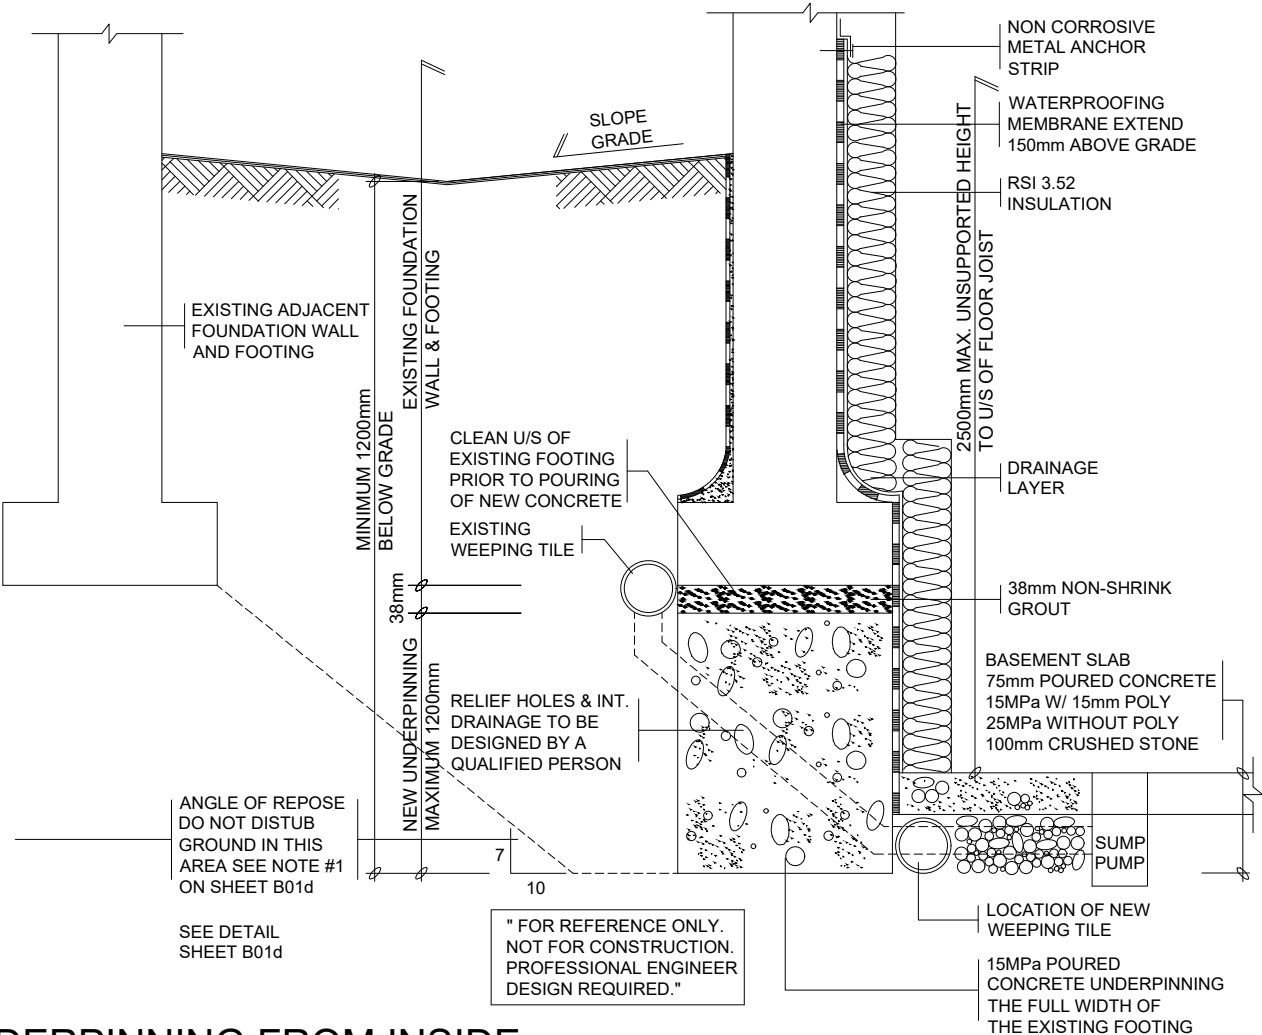 NON CORROSIVE
METAL ANCHOR
STRIP
WATERPROOFING
MEMBRANE EXTEND
150mm ABOVE GRADE
RSI 3.52
INSULATION
SLOPE
GRADE
2500mm MAX. UNSUPPORTED HEIGHT
TO U/S OF FLOOR JOIST
EXISTING FOUNDATION
WALL & FOOTING
EXISTING ADJACENT
FOUNDATION WALL
AND FOOTING
MINIMUM 1200mm
BELOW GRADE
CLEAN U/S OF
EXISTING FOOTING
PRIOR TO POURING
OF NEW CONCRETE
DRAINAGE
LAYER
EXISTING
WEEPING TILE
38mm
38mm NON-SHRINK
GROUT
NEW UNDERPINNING
MAXIMUM 1200mm
RELIEF HOLES & INT.
DRAINAGE TO BE
DESIGNED BY A
QUALIFIED PERSON
BASEMENT SLAB
75mm POURED CONCRETE
15MPa W/ 15mm POLY
25MPa WITHOUT POLY
100mm CRUSHED STONE
ANGLE OF REPOSE
DO NOT DISTUB
GROUND IN THIS
AREA SEE NOTE #1
ON SHEET B01d
SEE DETAIL
SHEET B01d
7
10
SUMP
PUMP
" FOR REFERENCE ONLY.
NOT FOR CONSTRUCTION.
PROFESSIONAL ENGINEER
DESIGN REQUIRED."
LOCATION OF NEW
WEEPING TILE
15MPa POURED
CONCRETE UNDERPINNING
THE FULL WIDTH OF
THE EXISTING FOOTING
DERPINNING FROM INSIDE